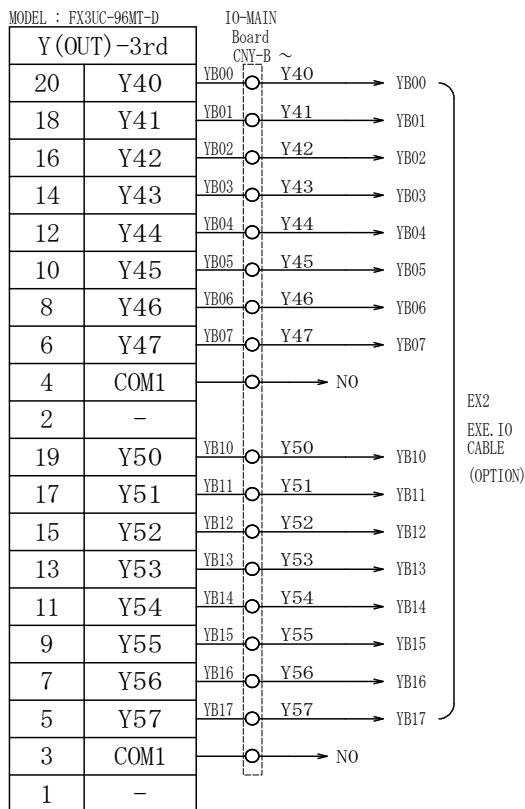 MODEL : FX3UC-96MT-D
IO-MAIN
Board
CNY-B ～
Y(OUT)-3rd
20 Y40 YB00 Y40 YB00
18 Y41 YB01 Y41 YB01
16 Y42 YB02 Y42 YB02
14 Y43 YB03 Y43 YB03
12 Y44 YB04 Y44 YB04
10 Y45 YB05 Y45 YB05
8 Y46 YB06 Y46 YB06
6 Y47 YB07 Y47 YB07
4 COM1 N0
2 -
19 Y50 YB10 Y50 YB10
17 Y51 YB11 Y51 YB11
15 Y52 YB12 Y52 YB12
13 Y53 YB13 Y53 YB13
11 Y54 YB14 Y54 YB14
9 Y55 YB15 Y55 YB15
7 Y56 YB16 Y56 YB16
5 Y57 YB17 Y57 YB17
3 COM1 N0
1 -
EX2
EXE.IO
CABLE
(OPTION)